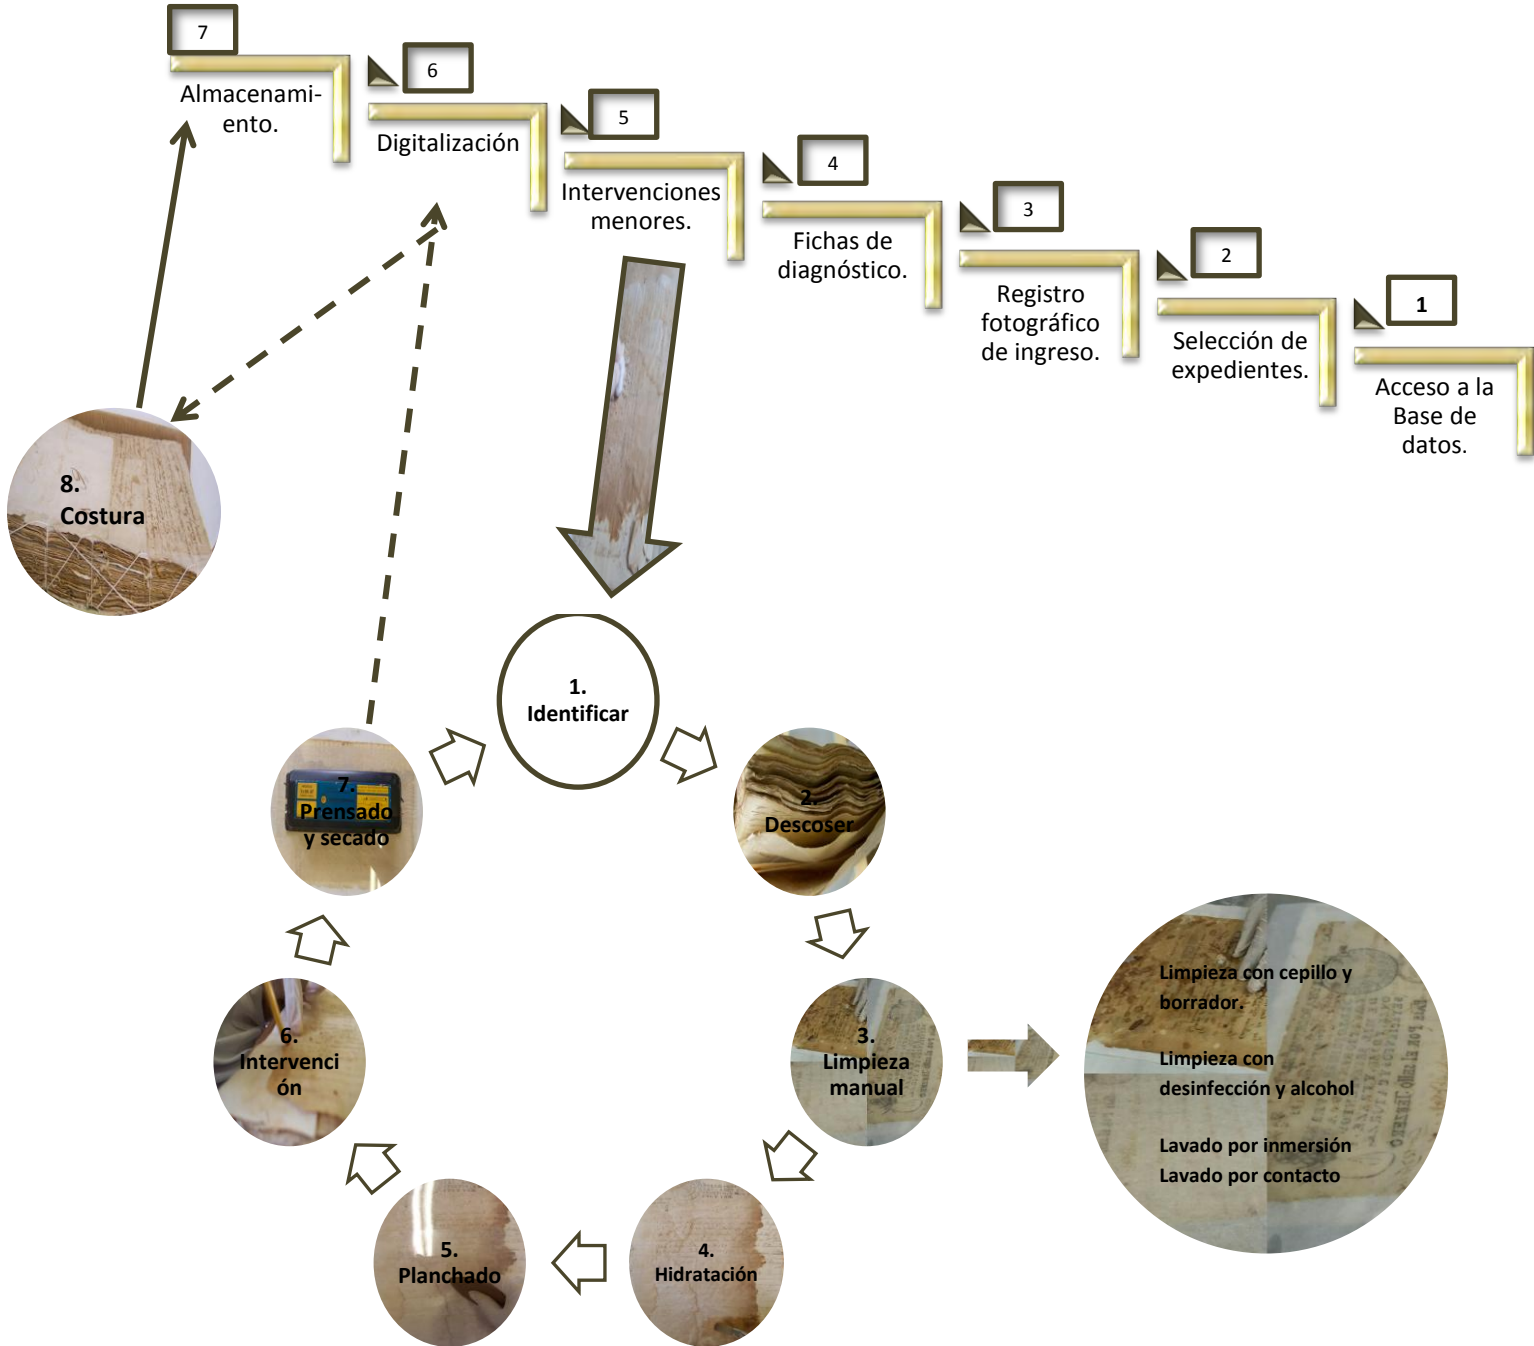 7
Almacenami-
ento.
6
Digitalización
5
Intervenciones
menores.
4
Fichas de
diagnóstico.
3
Registro
fotográfico
de ingreso.
2
Selección de
expedientes.
1
Acceso a la
Base de
datos.
8.
Costura
1.
Identificar
2.
Descoser
3.
Limpieza
manual
Limpieza con cepillo y
borrador.
Limpieza con
desinfección y alcohol
Lavado por inmersión
Lavado por contacto
4.
Hidratación
5.
Planchado
6.
Intervenci
ón
7.
Prensado
y secado